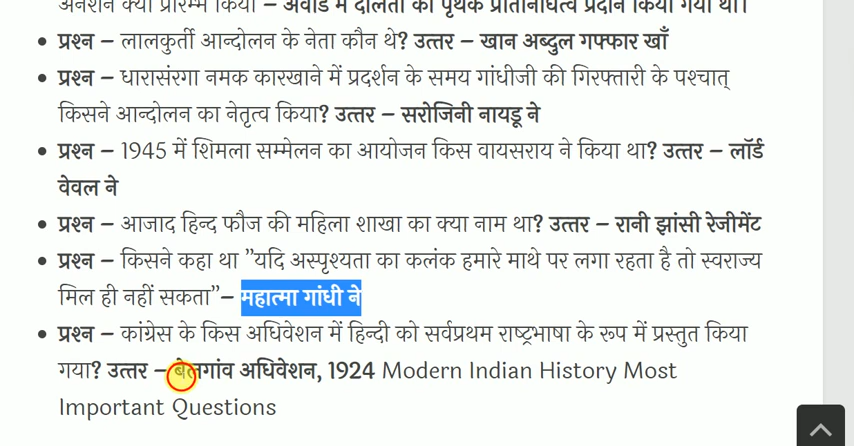 अनशन क्यों प्रारम्भ किया – अवार्ड में दलितों को पृथक प्रतिनिधित्व प्रदान किया गया था।
प्रश्न – लालकुर्ती आन्दोलन के नेता कौन थे? उत्तर – खान अब्दुल गफ्फार खाँ
प्रश्न – धारासंरगा नमक कारखाने में प्रदर्शन के समय गांधीजी की गिरफ्तारी के पश्चात्
किसने आन्दोलन का नेतृत्व किया? उत्तर – सरोजिनी नायडू ने
प्रश्न – 1945 में शिमला सम्मेलन का आयोजन किस वायसराय ने किया था? उत्तर – लॉर्ड
वेवल ने
प्रश्न – आजाद हिन्द फौज की महिला शाखा का क्या नाम था? उत्तर – रानी झांसी रेजीमेंट
प्रश्न – किसने कहा था ”यदि अस्पृश्यता का कलंक हमारे माथे पर लगा रहता है तो स्वराज्य
मिल ही नहीं सकता”– महात्मा गांधी ने
प्रश्न – कांग्रेस के किस अधिवेशन में हिन्दी को सर्वप्रथम राष्ट्रभाषा के रूप में प्रस्तुत किया
गया? उत्तर – बेलगांव अधिवेशन, 1924 Modern Indian History Most
Important Questions